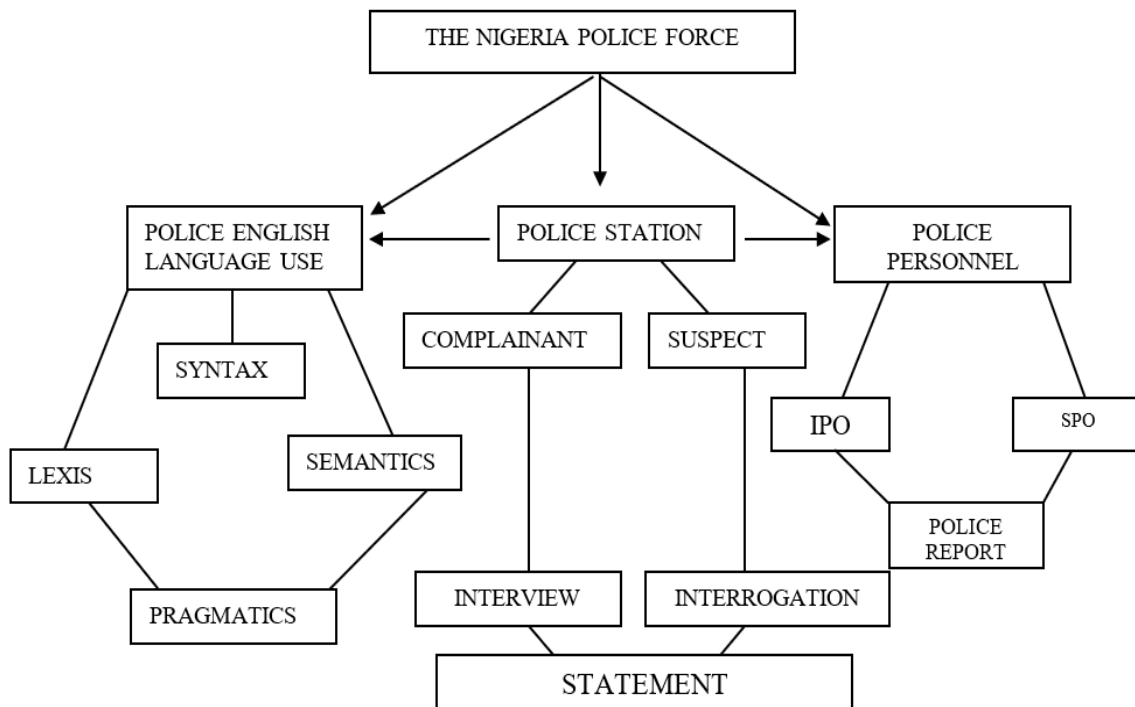 THE NIGERIA POLICE FORCE
POLICE ENGLISH
LANGUAGE USE
POLICE STATION
POLICE
PERSONNEL
COMPLAINANT
SUSPECT
SYNTAX
IPO
SPO
LEXIS
SEMANTICS
POLICE
REPORT
PRAGMATICS
INTERVIEW
INTERROGATION
STATEMENT